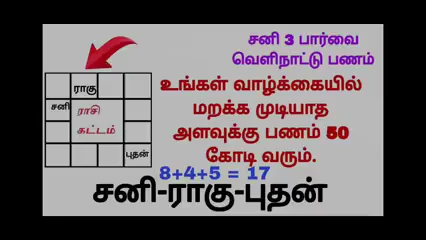 சனி 3 பார்வை
வெளிநாட்டு பணம்
ராகு
சனி
ராசி
கட்டம்
புதன்
உங்கள் வாழ்க்கையில்
மறக்க முடியாத
அளவுக்கு பணம் 50
கோடி வரும்.
8+4+5 = 17
சனி-ராகு-புதன்